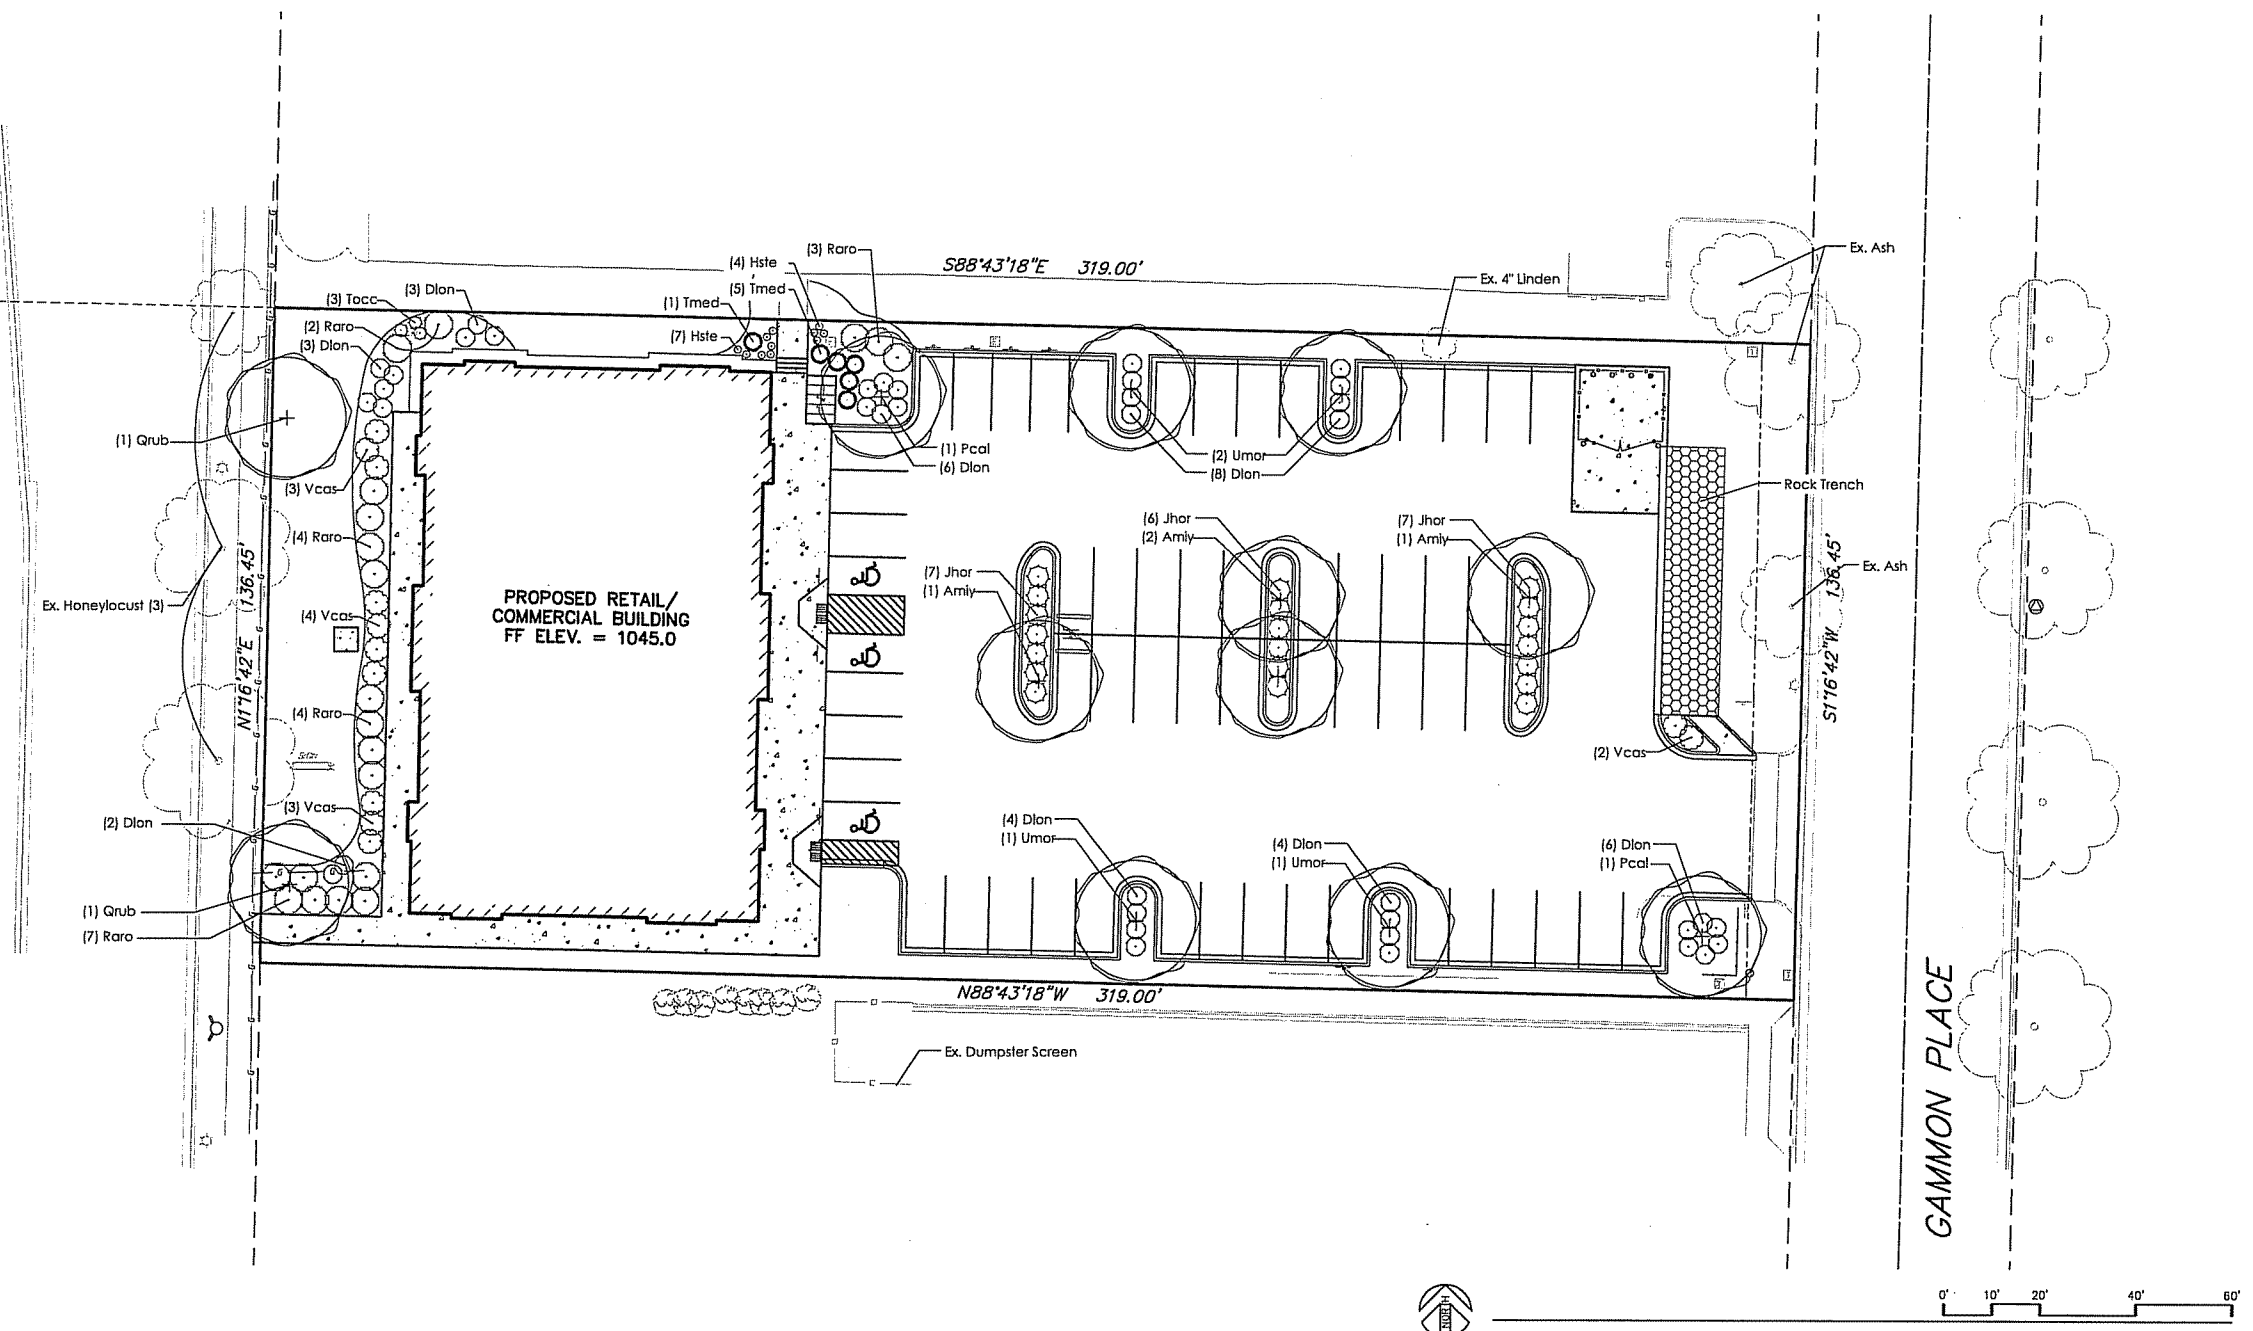 (3) Raro
(4) Hste
S88°43'18"E 319.00'
Ex. Ash
Ex. 4" Linden
(3) Tocc
(3) Dlon
(1) Tmed
(5) Tmed
(2) Raro
(3) Dlon
(7) Hste
(1) Qrub
(1) Pcal
(6) Dlon
(2) Umor
(8) Dlon
(3) Vcas
Rock Trench
(4) Raro
(6) Jhor
(2) Amiy
(7) Jhor
(1) Amiy
(7) Jhor
(1) Amiy
N1°16'42"E 136.45'
S1°16'42"W 136.45'
Ex. Ash
Ex. Honeylocust (3)
PROPOSED RETAIL/
COMMERCIAL BUILDING
FF ELEV. = 1045.0
(4) Vcas
(4) Raro
(2) Vcas
(3) Vcas
(2) Dlon
(4) Dlon
(1) Umor
(4) Dlon
(1) Umor
(6) Dlon
(1) Pcal
(1) Qrub
(7) Raro
N88°43'18"W 319.00'
Ex. Dumpster Screen
GAMMON PLACE
NORTH
0' 10' 20' 40' 60'